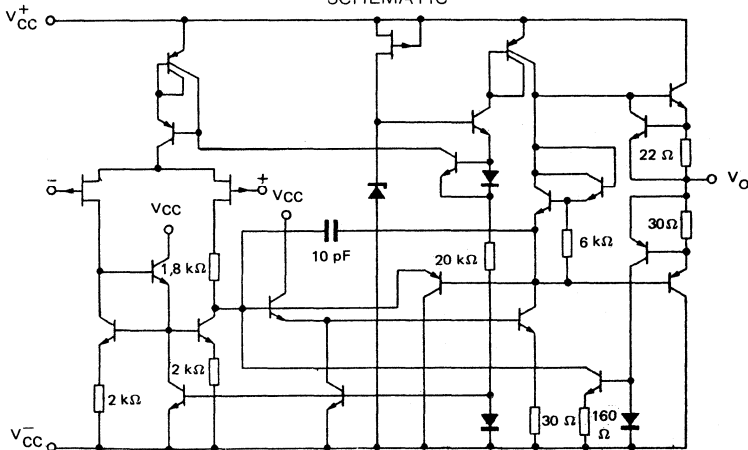 SCHEMATIC
V+CC
22 Ω
VO
−
+
VCC
VCC
30Ω
1,8 kΩ
10 pF
20 kΩ
6 kΩ
2 kΩ
2 kΩ
30 Ω
160
Ω
V−CC